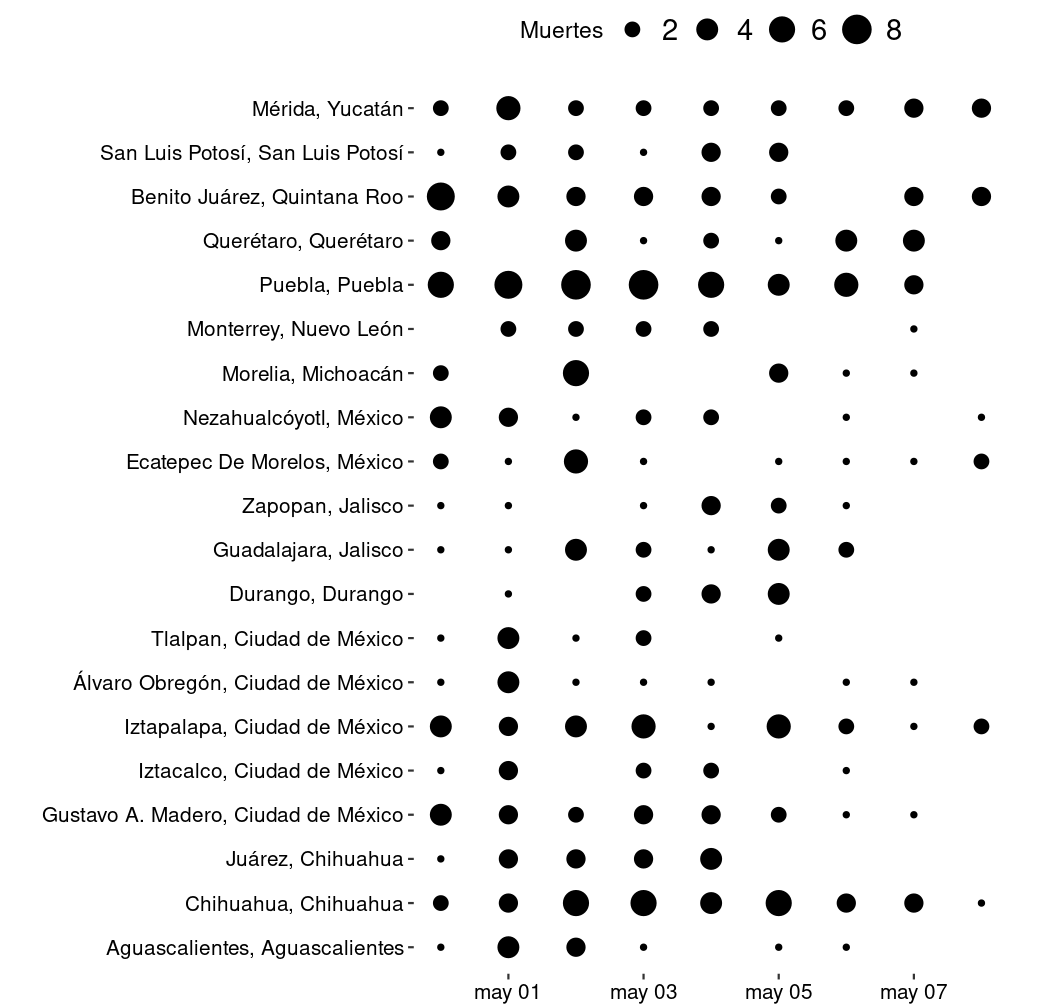 Muertes 2 4 6 8
Mérida, Yucatán
San Luis Potosí, San Luis Potosí
Benito Juárez, Quintana Roo
Querétaro, Querétaro
Puebla, Puebla
Monterrey, Nuevo León
Morelia, Michoacán
Nezahualcóyotl, México
Ecatepec De Morelos, México
Zapopan, Jalisco
Guadalajara, Jalisco
Durango, Durango
Tlalpan, Ciudad de México
Álvaro Obregón, Ciudad de México
Iztapalapa, Ciudad de México
Iztacalco, Ciudad de México
Gustavo A. Madero, Ciudad de México
Juárez, Chihuahua
Chihuahua, Chihuahua
Aguascalientes, Aguascalientes
may 01 may 03 may 05 may 07